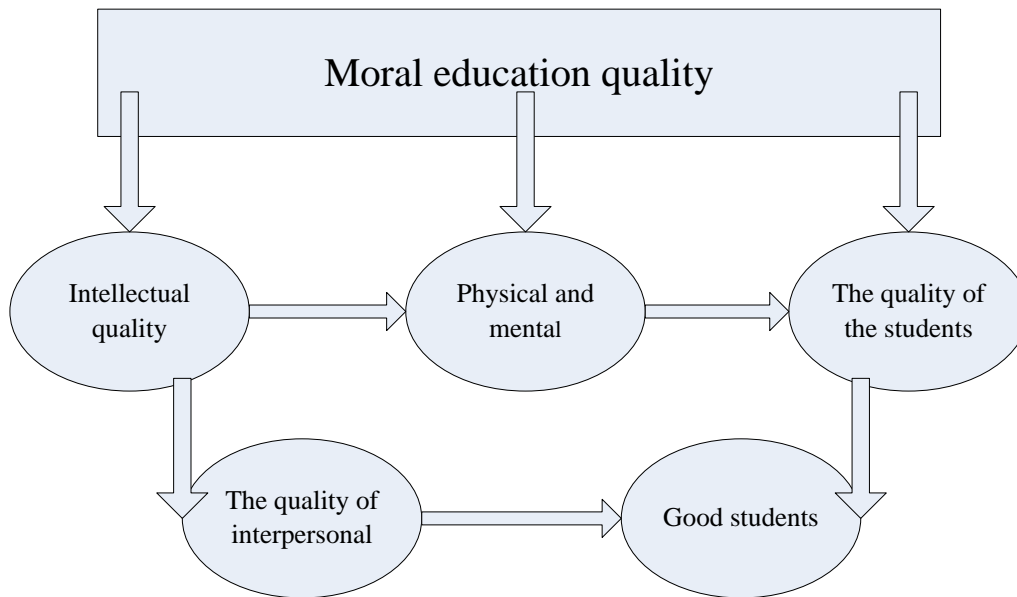 Moral education quality
Intellectual
quality
Physical and
mental
The quality of
the students
The quality of
interpersonal
Good students